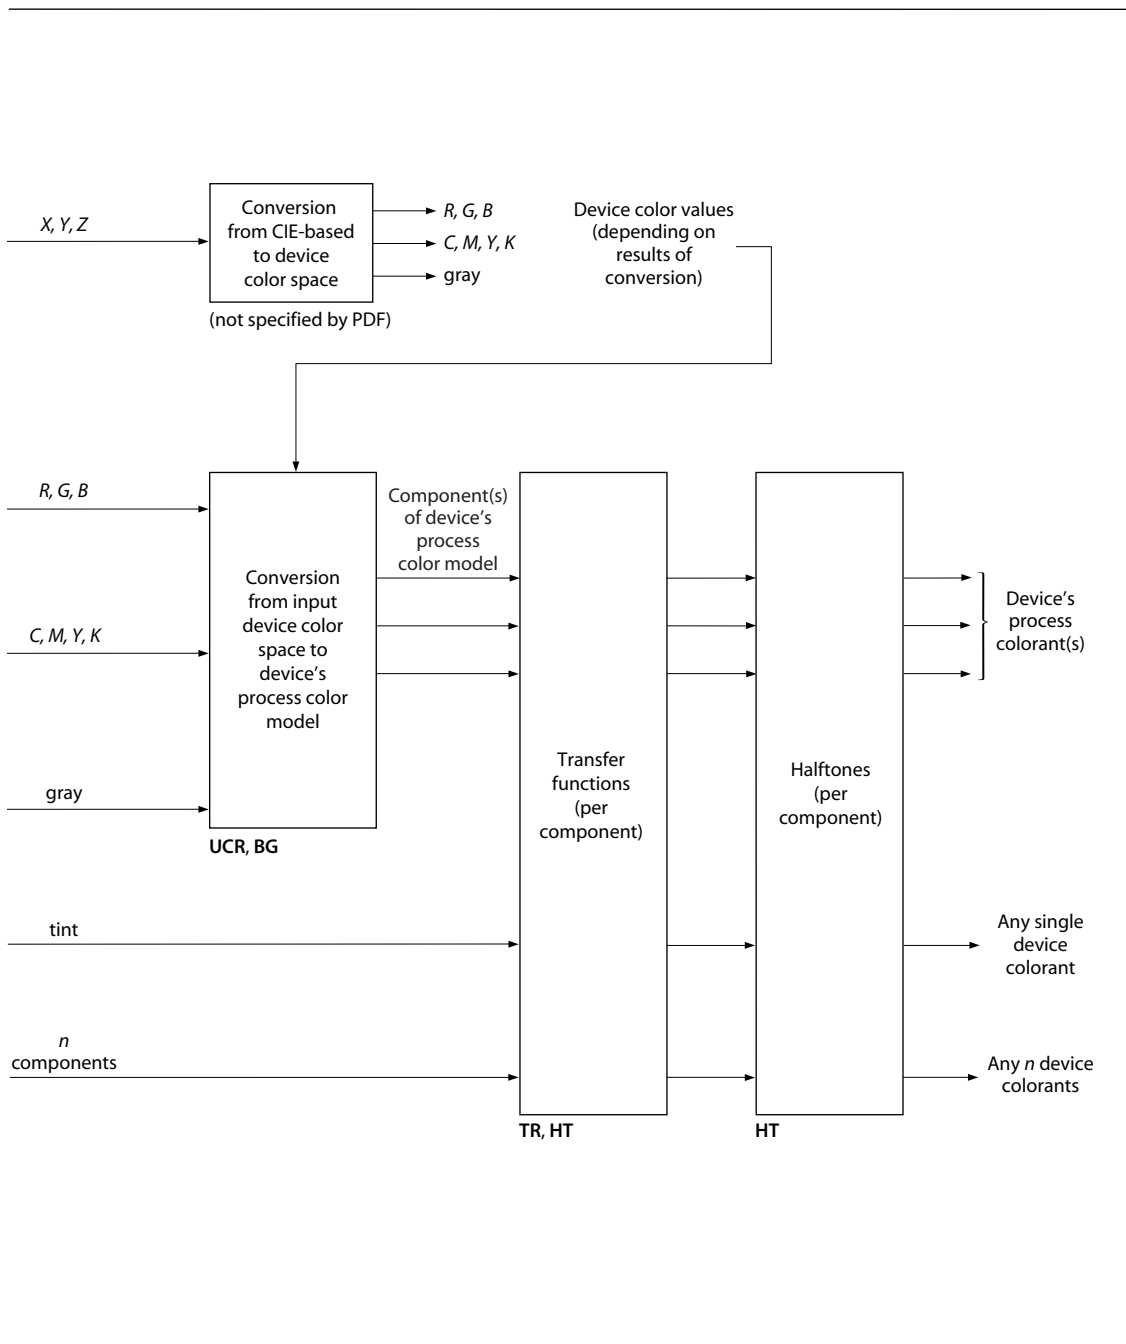 X, Y, Z
Conversion
from CIE-based
to device
color space
R, G, B
C, M, Y, K
gray
(not specified by PDF)
Device color values
(depending on
results of
conversion)
R, G, B
C, M, Y, K
gray
Conversion
from input
device color
space to
device’s
process color
model
UCR, BG
Component(s)
of device’s
process
color model
Transfer
functions
(per
component)
Halftones
(per
component)
Device’s
process
colorant(s)
tint
Any single
device
colorant
n
components
Any n device
colorants
TR, HT
HT